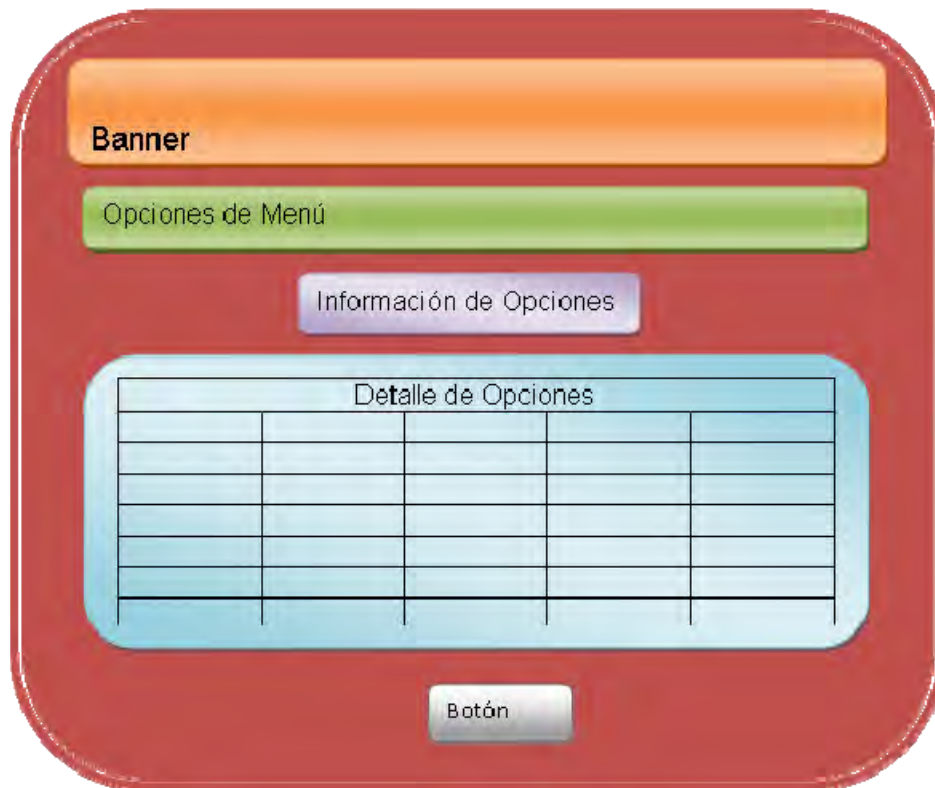 Banner
Opciones de Menú
Información de Opciones
Detalle de Opciones
Botón